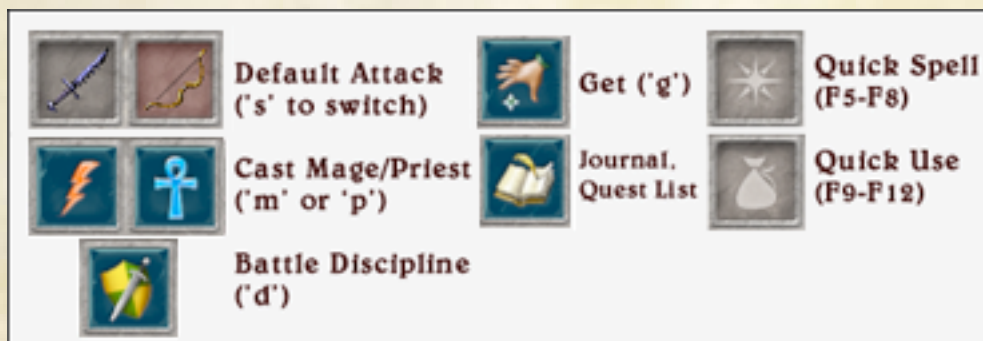 Default Attack
('s' to switch)
Cast Mage/Priest
('m' or 'p')
Battle Discipline
('d')
Get ('g')
Journal,
Quest List
Quick Spell
(F5-F8)
Quick Use
(F9-F12)